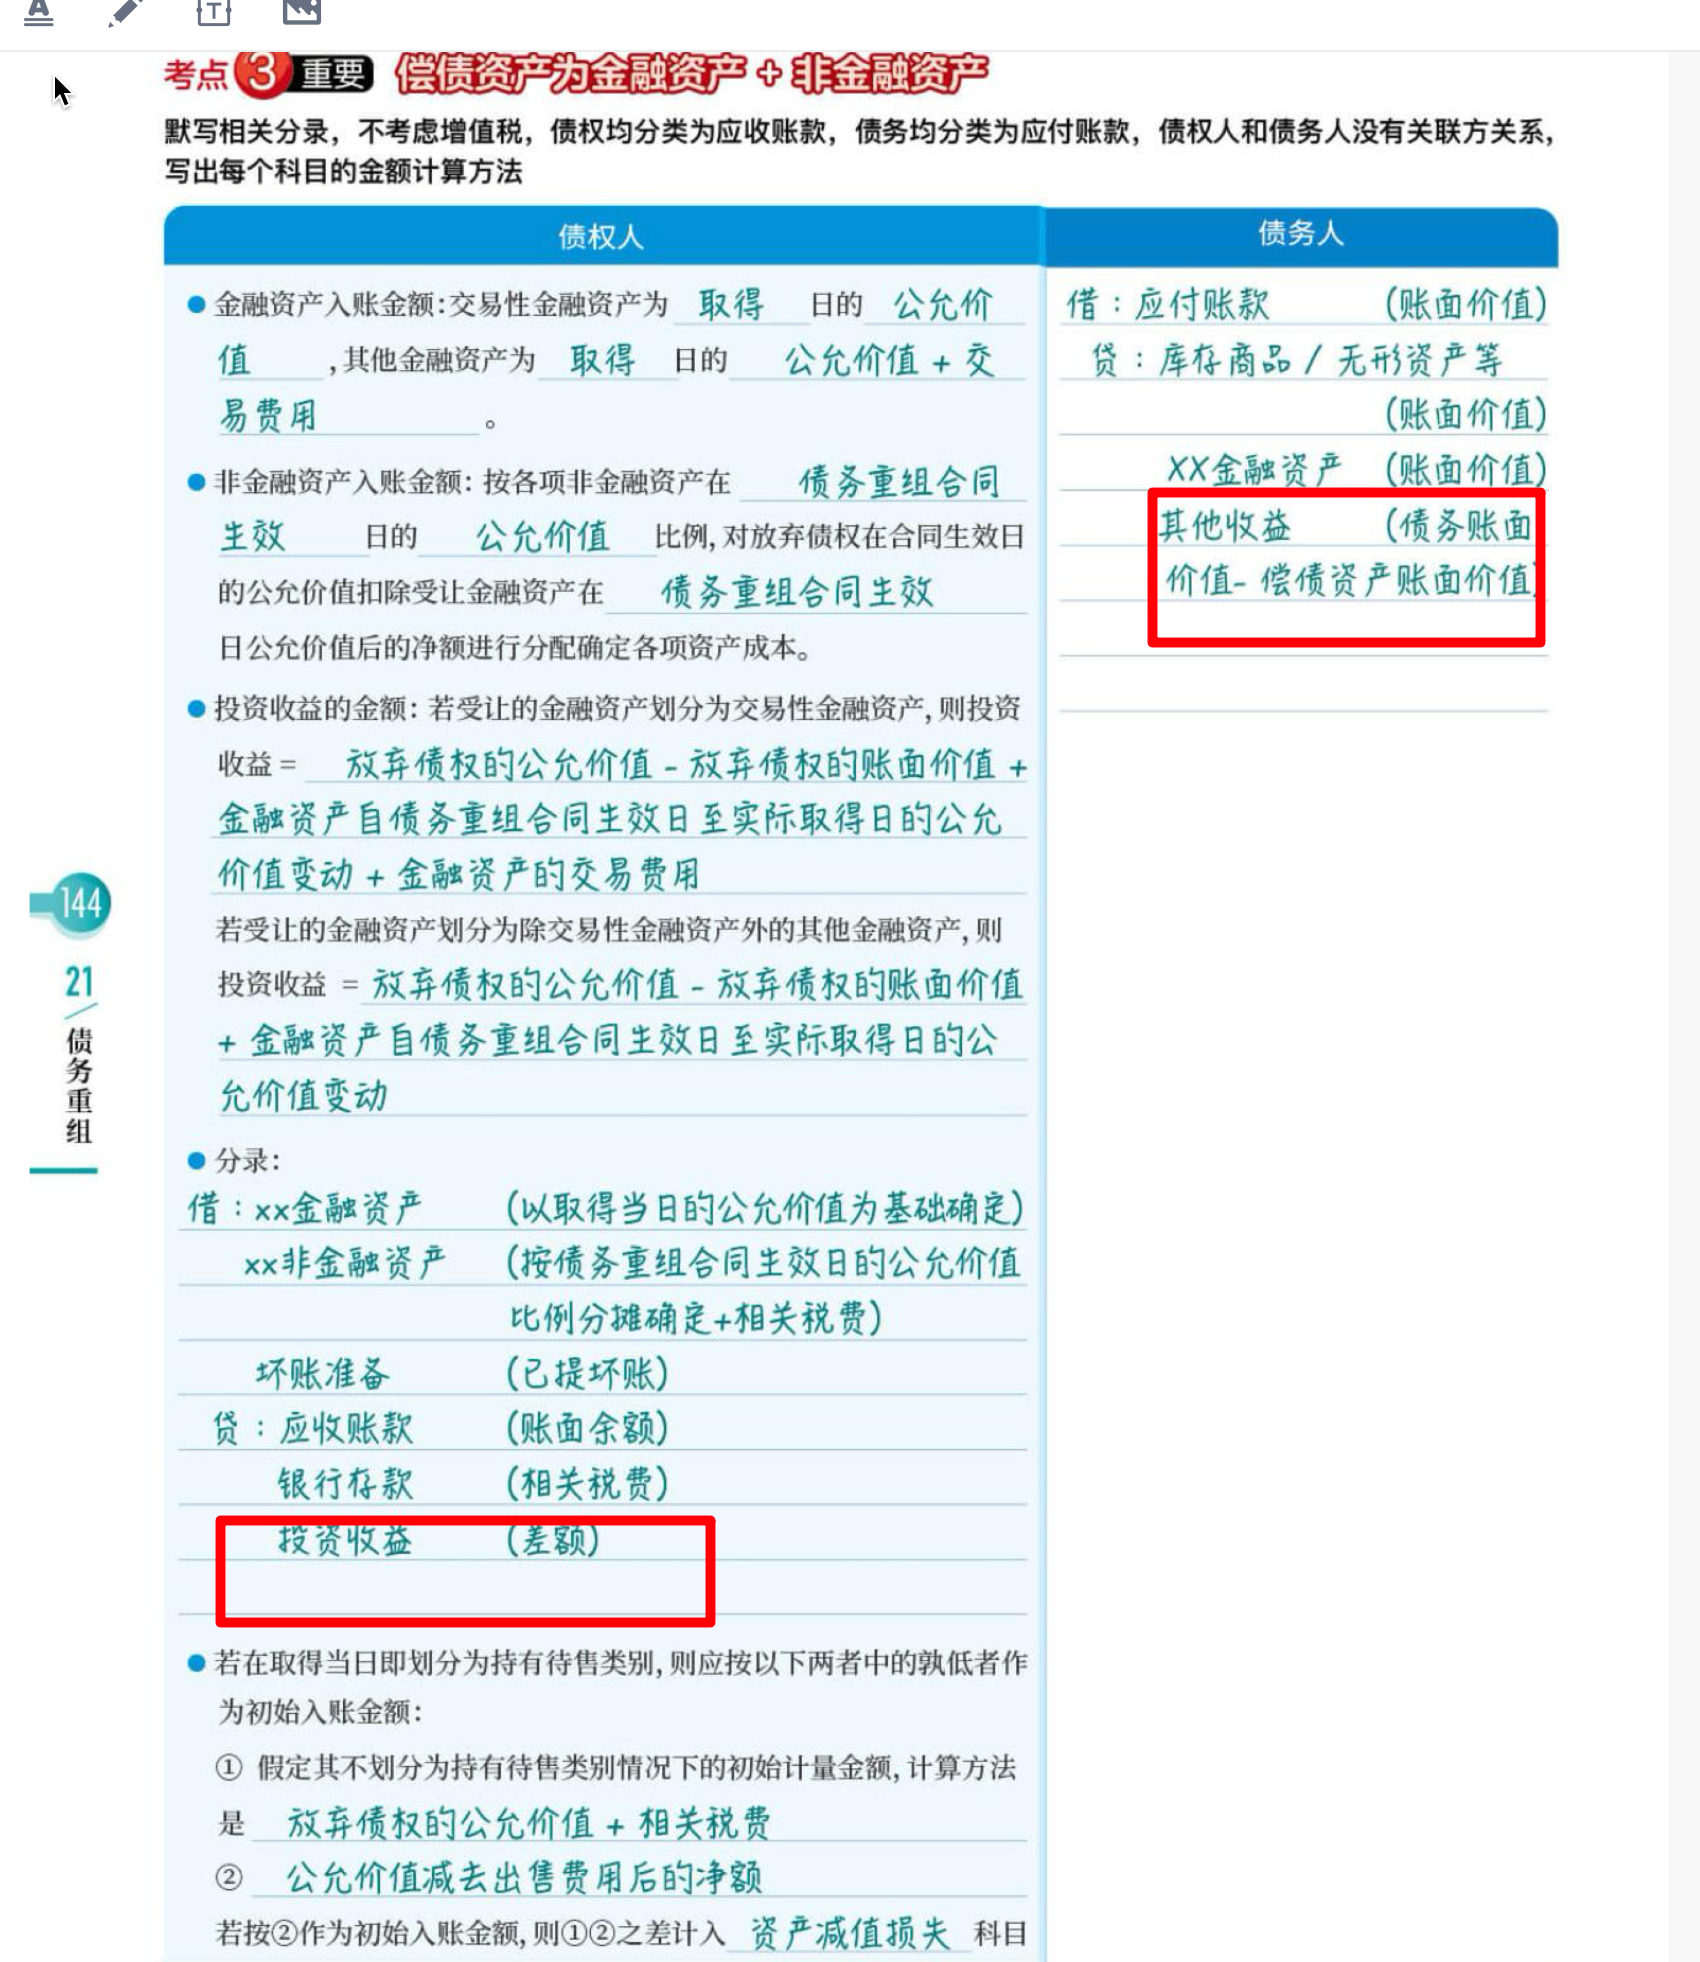 考点3 重要 偿债资产为金融资产+非金融资产
默写相关分录，不考虑增值税，债权均分类为应收账款，债务均分类为应付账款，债权人和债务人没有关联方关系，
写出每个科目的金额计算方法
债权人
金融资产入账金额：交易性金融资产为 取得 日的 公允价
值 ，其他金融资产为 取得 日的 公允价值 + 交
易费用 。
非金融资产入账金额：按各项非金融资产在 债务重组合同
生效 日的 公允价值 比例，对放弃债权在合同生效日
的公允价值扣除受让金融资产在 债务重组合同生效
日公允价值后的净额进行分配确定各项资产成本。
投资收益的金额：若受让的金融资产划分为交易性金融资产，则投资
收益 = 放弃债权的公允价值 - 放弃债权的账面价值 +
金融资产自债务重组合同生效日至实际取得日的公允
价值变动 + 金融资产的交易费用
若受让的金融资产划分为除交易性金融资产外的其他金融资产，则
投资收益 = 放弃债权的公允价值 - 放弃债权的账面价值
+ 金融资产自债务重组合同生效日至实际取得日的公
允价值变动
分录：
借：xx金融资产 (以取得当日的公允价值为基础确定)
xx非金融资产 (按债务重组合同生效日的公允价值
比例分摊确定+相关税费)
坏账准备 (已提坏账)
贷：应收账款 (账面余额)
银行存款 (相关税费)
投资收益 (差额)
若在取得当日即划分为持有待售类别，则应按以下两者中的孰低者作
为初始入账金额：
① 假定其不划分为持有待售类别情况下的初始计量金额，计算方法
是 放弃债权的公允价值 + 相关税费
② 公允价值减去出售费用后的净额
若按②作为初始入账金额，则①②之差计入 资产减值损失 科目
债务人
借：应付账款 (账面价值)
贷：库存商品 / 无形资产等
(账面价值)
XX金融资产 (账面价值)
其他收益 (债务账面
价值- 偿债资产账面价值)
144
21
债务重组